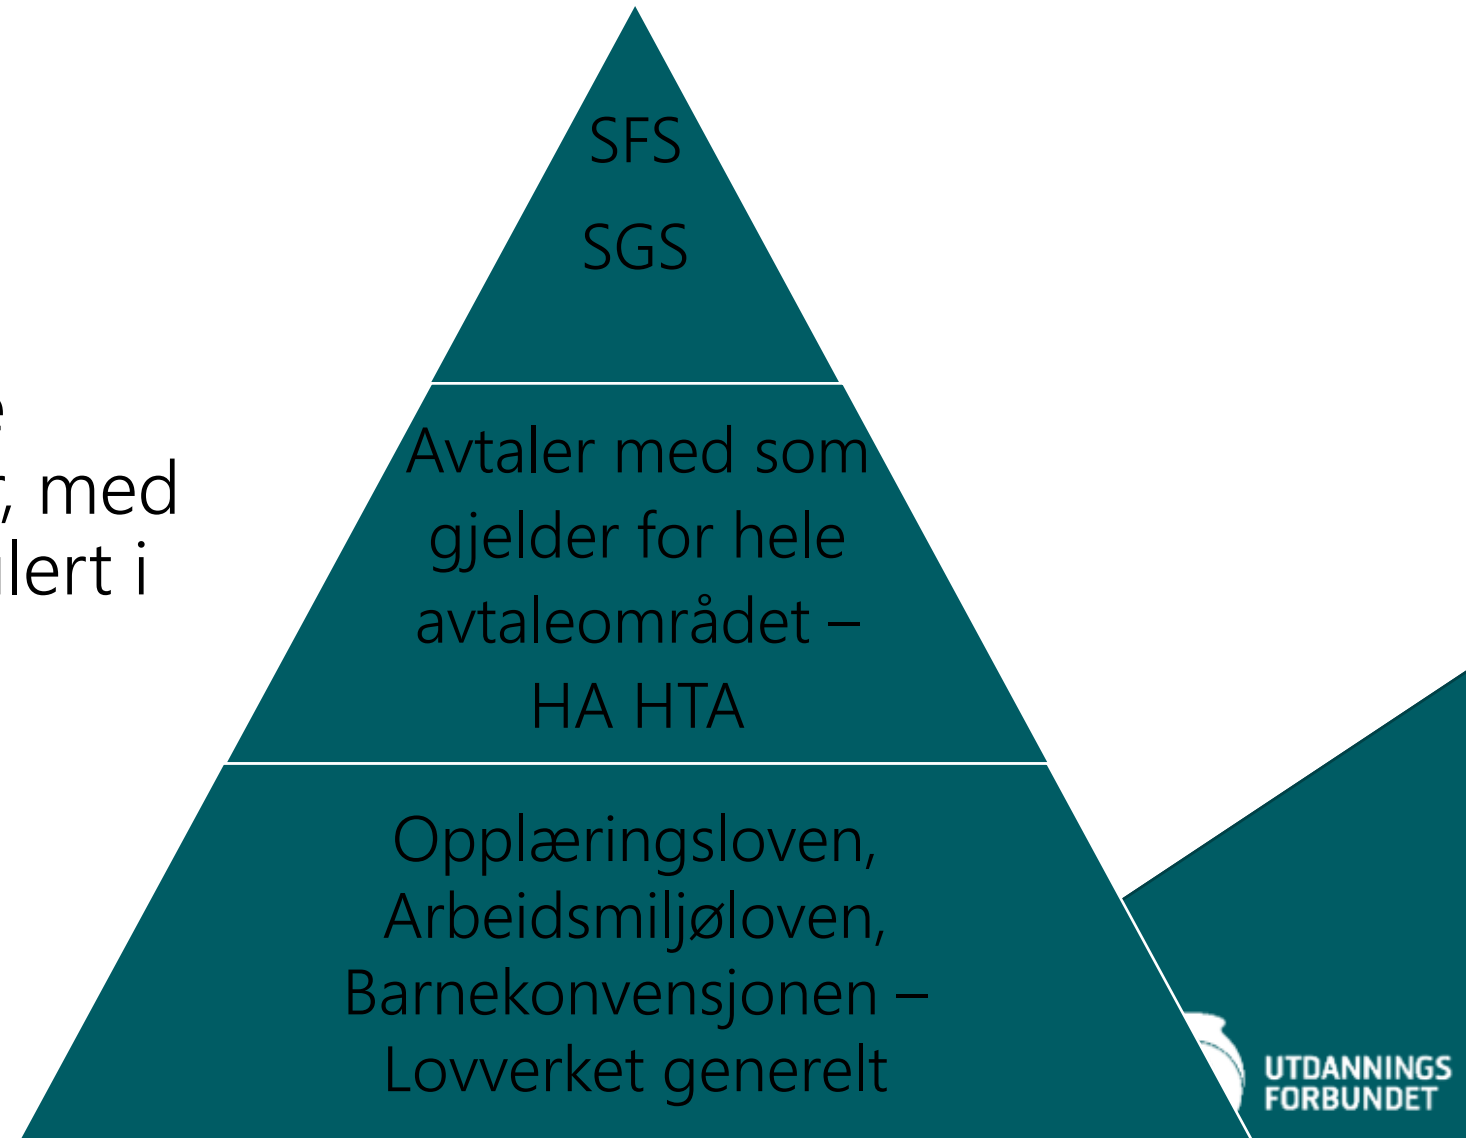 SFS
SGS
, med
lert i
Avtaler med som
gjelder for hele
avtaleområdet –
HA HTA
Opplæringsloven,
Arbeidsmiljøloven,
Barnekonvensjonen –
Lovverket generelt
UTDANNINGS
FORBUNDET